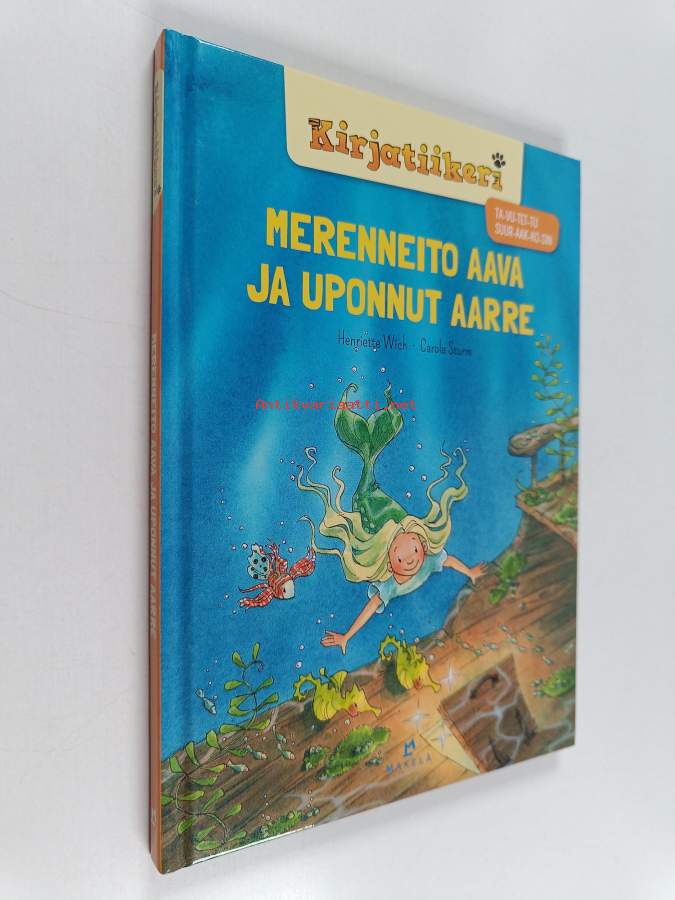 Kirjatiikeri
TA-VU-TET-TU
SUUR-AAK-KO-SIN
MERENNEITO AAVA
JA UPONNUT AARRE
Henriette Wich · Carola Sturm
Antikvariaatti.net
MÄKELÄ
MERENNEITO AAVA JA UPONNUT AARRE